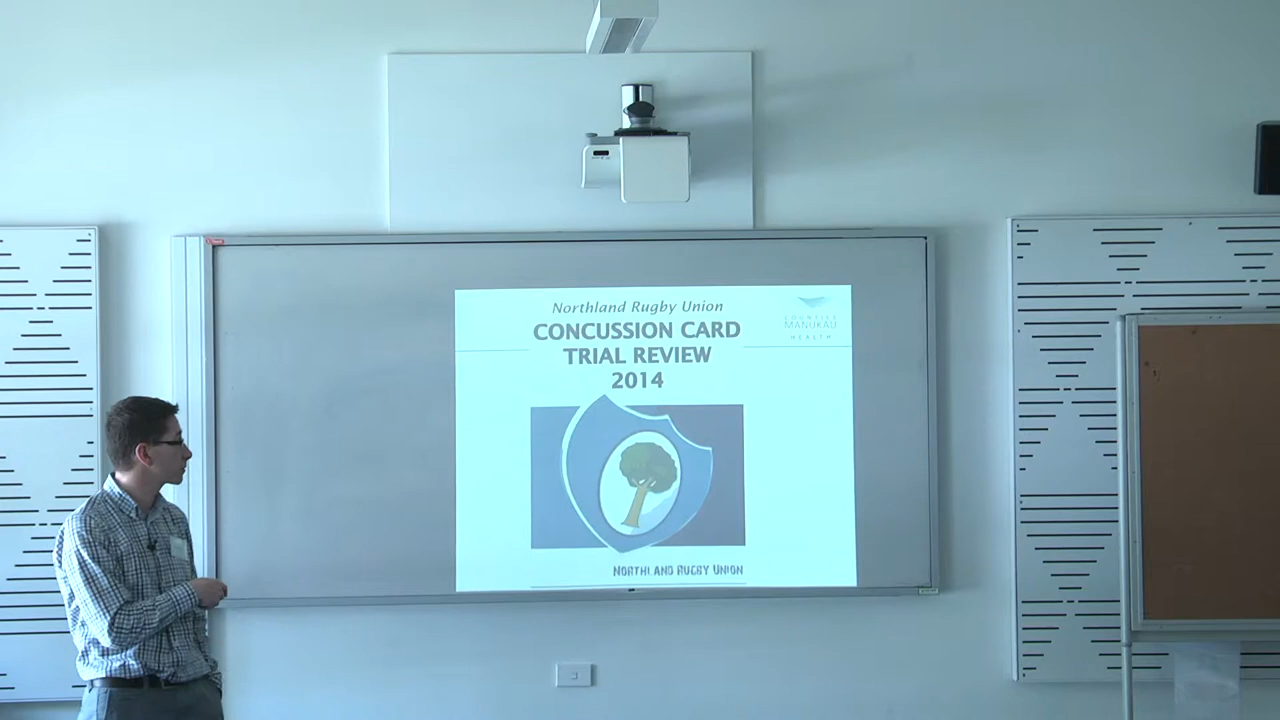 Northland Rugby Union
CONCUSSION CARD
TRIAL REVIEW
2014
COUNTIES
MANUKAU
HEALTH
NORTHLAND RUGBY UNION